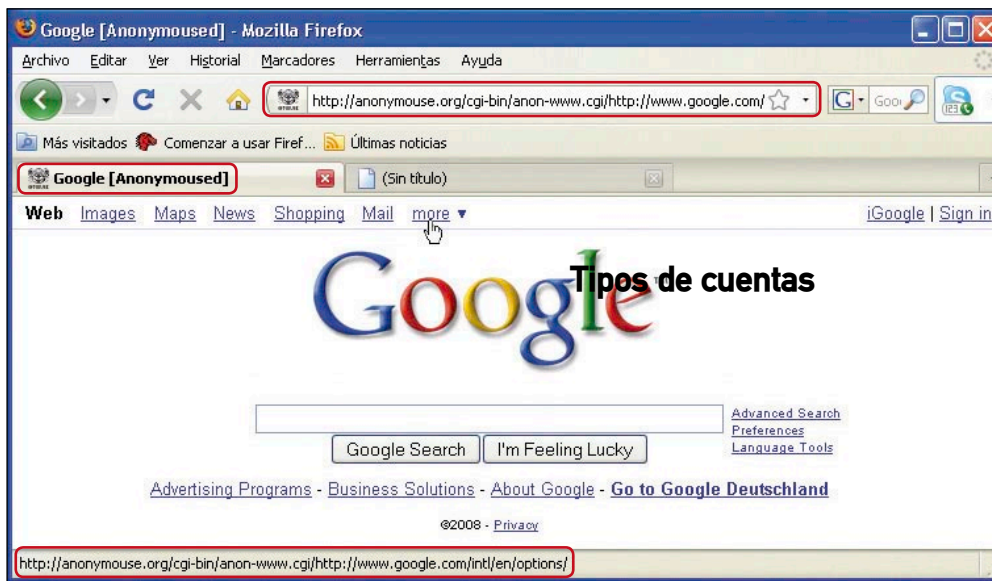 Google [Anonymoused] - Mozilla Firefox
Archivo Editar Ver Historial Marcadores Herramientas Ayuda
http://anonymouse.org/cgi-bin/anon-www.cgi/http://www.google.com/ G Goo
Más visitados Comenzar a usar Firef... Últimas noticias
Google [Anonymoused] (Sin título)
Web Images Maps News Shopping Mail more ▼ iGoogle | Sign in
Google
Tipos de cuentas
Advanced Search
Preferences
Language Tools
Google Search I'm Feeling Lucky
Advertising Programs - Business Solutions - About Google - Go to Google Deutschland
©2008 - Privacy
http://anonymouse.org/cgi-bin/anon-www.cgi/http://www.google.com/intl/en/options/